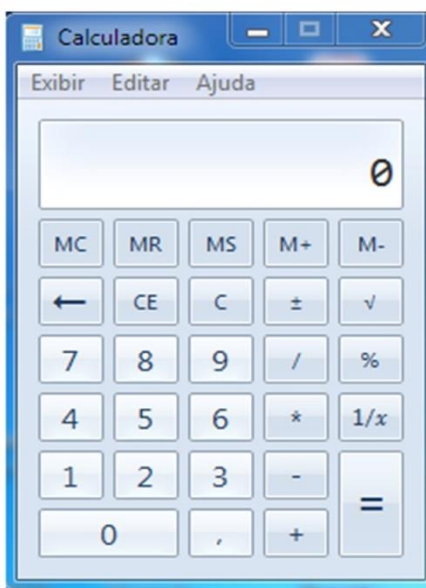 Calculadora
Exibir Editar Ajuda
0
MC MR MS M+ M-
← CE C ± √
7 8 9 / %
4 5 6 * 1/x
1 2 3 - =
0 , +